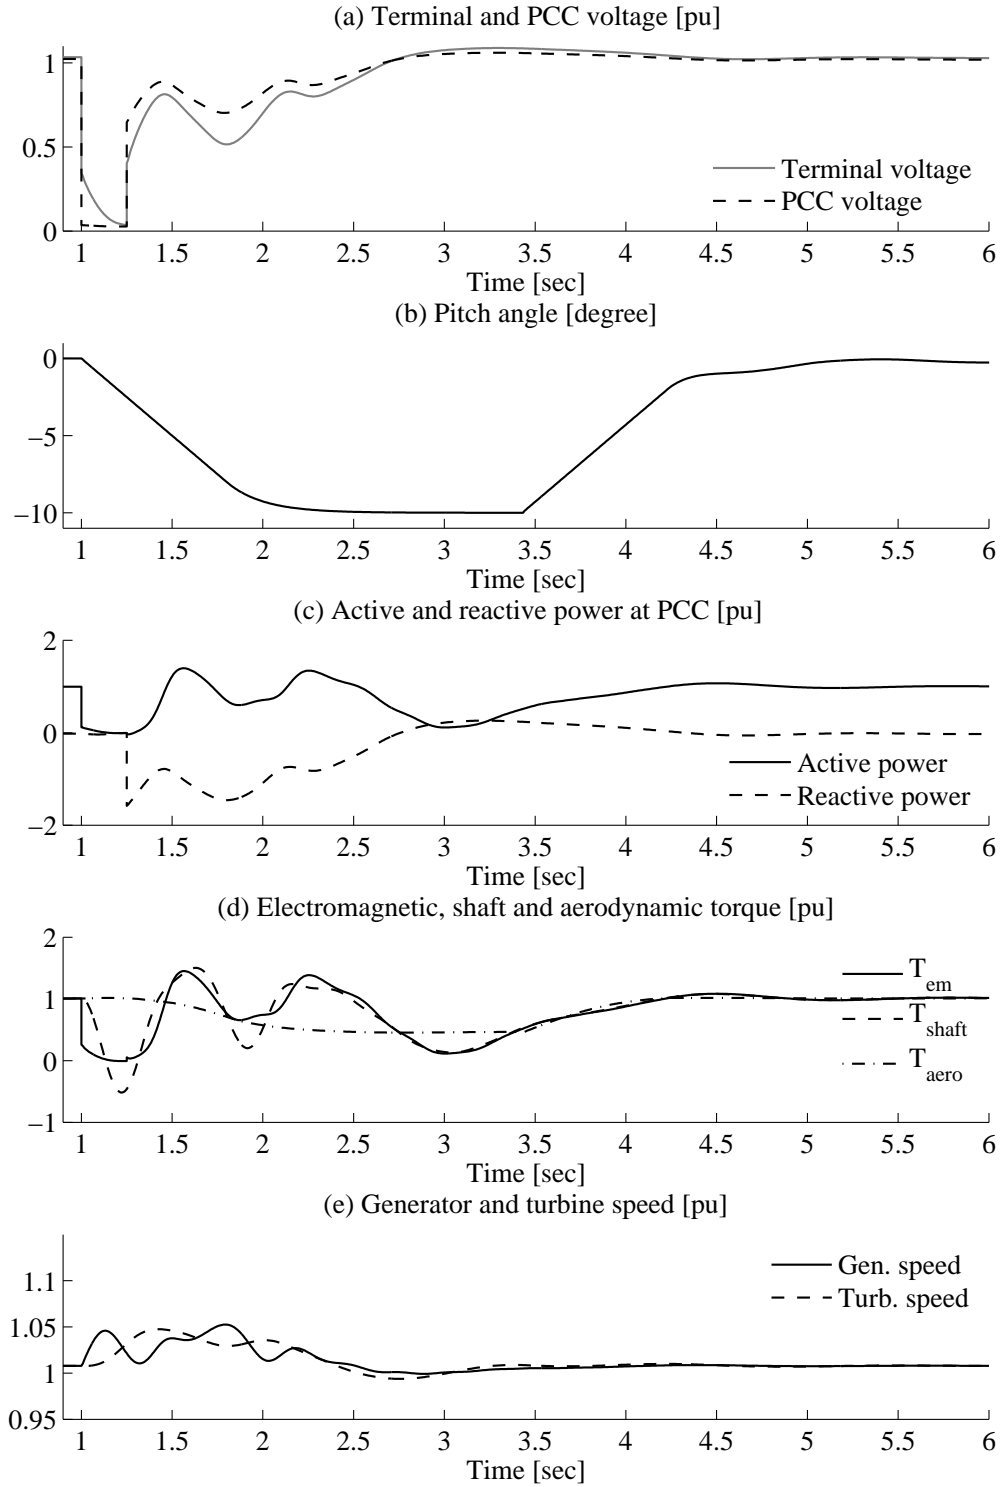 (a) Terminal and PCC voltage [pu]
1
0.5
0
Terminal voltage
PCC voltage
1 1.5 2 2.5 3 3.5 4 4.5 5 5.5 6
Time [sec]
(b) Pitch angle [degree]
0
−5
−10
1 1.5 2 2.5 3 3.5 4 4.5 5 5.5 6
Time [sec]
(c) Active and reactive power at PCC [pu]
2
0
−2
Active power
Reactive power
1 1.5 2 2.5 3 3.5 4 4.5 5 5.5 6
Time [sec]
(d) Electromagnetic, shaft and aerodynamic torque [pu]
2
1
0
−1
T_em
T_shaft
T_aero
1 1.5 2 2.5 3 3.5 4 4.5 5 5.5 6
Time [sec]
(e) Generator and turbine speed [pu]
1.1
1.05
1
0.95
Gen. speed
Turb. speed
1 1.5 2 2.5 3 3.5 4 4.5 5 5.5 6
Time [sec]